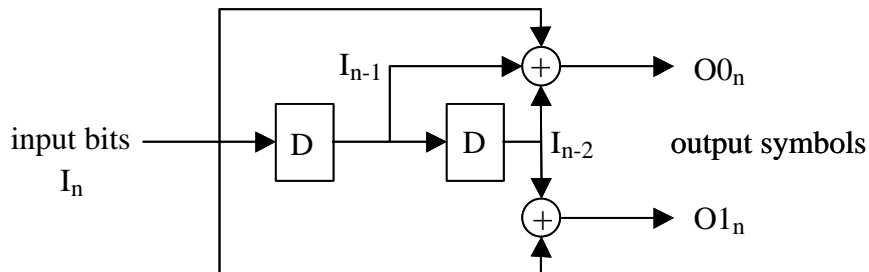 I_{n-1}
+
O0_n
input bits
I_n
D
D
I_{n-2}
output symbols
+
O1_n